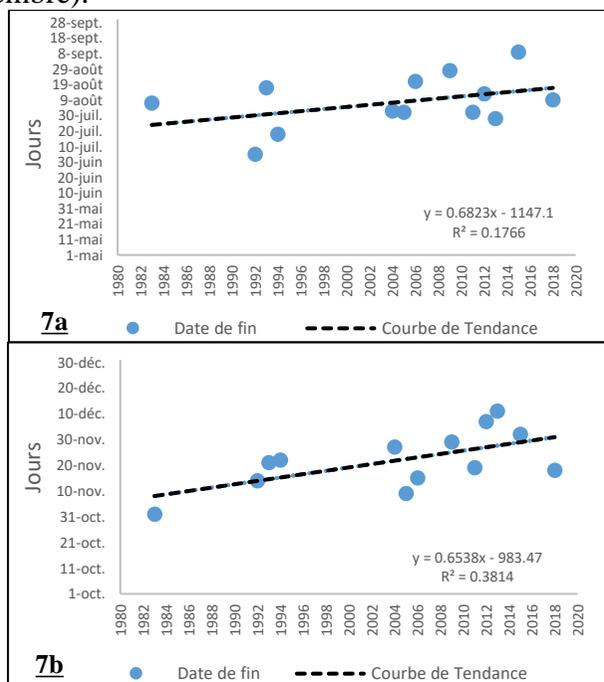 embre).
28-sept.
18-sept.
8-sept.
29-août
19-août
9-août
30-juil.
20-juil.
10-juil.
30-juin
20-juin
10-juin
31-mai
21-mai
11-mai
1-mai
Jours
y = 0.6823x - 1147.1
R² = 0.1766
1980 1982 1984 1986 1988 1990 1992 1994 1996 1998 2000 2002 2004 2006 2008 2010 2012 2014 2016 2018 2020
7a Date de fin Courbe de Tendance
30-déc.
20-déc.
10-déc.
30-nov.
20-nov.
10-nov.
31-oct.
21-oct.
11-oct.
1-oct.
Jours
y = 0.6538x - 983.47
R² = 0.3814
1980 1982 1984 1986 1988 1990 1992 1994 1996 1998 2000 2002 2004 2006 2008 2010 2012 2014 2016 2018 2020
7b Date de fin Courbe de Tendance